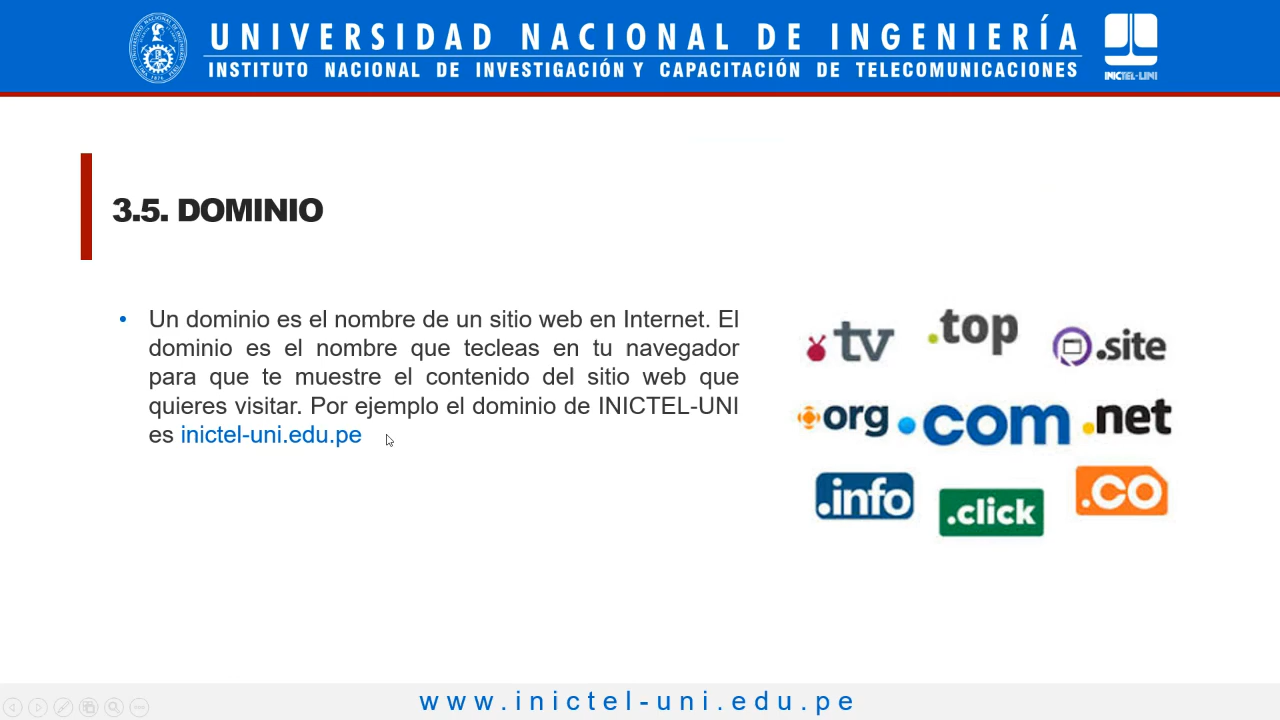 UNIVERSIDAD NACIONAL DE INGENIERÍA
INSTITUTO NACIONAL DE INVESTIGACIÓN Y CAPACITACIÓN DE TELECOMUNICACIONES
INICTEL-UNI
3.5. DOMINIO
• Un dominio es el nombre de un sitio web en Internet. El
dominio es el nombre que tecleas en tu navegador
para que te muestre el contenido del sitio web que
quieres visitar. Por ejemplo el dominio de INICTEL-UNI
es inictel-uni.edu.pe
.tv .top .site
.org .com .net
.info .click .co
www.inictel-uni.edu.pe